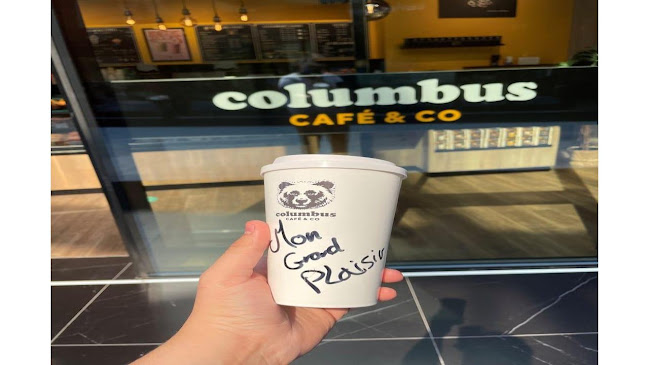 columbus
CAFÉ & CO
columbus
CAFÉ & CO
Mon
Grand
Plaisir